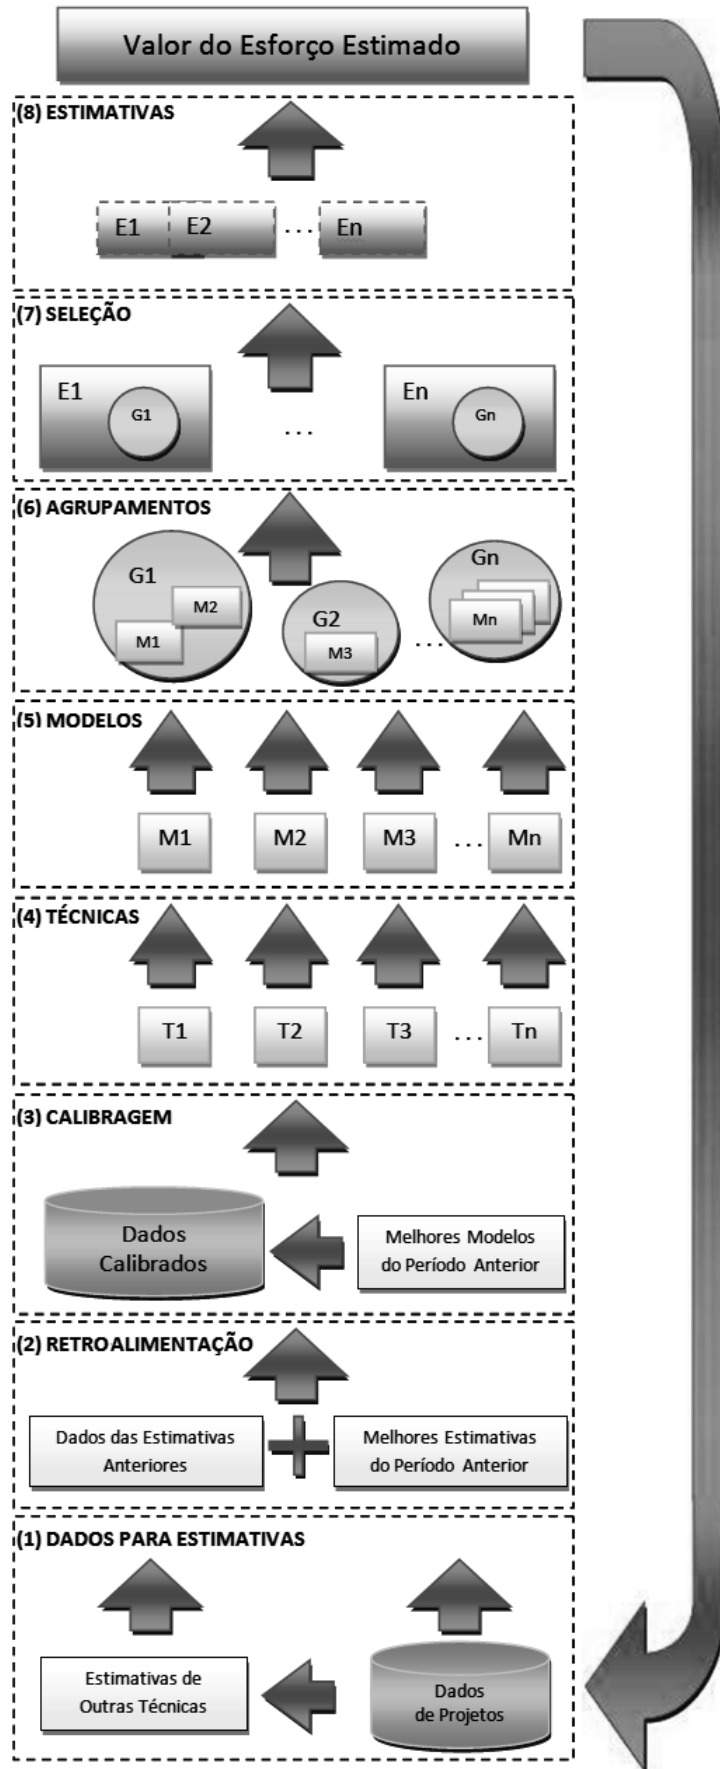 Valor do Esforço Estimado
(8) ESTIMATIVAS
E1 E2 ... En
(7) SELEÇÃO
E1 En
G1 ... Gn
(6) AGRUPAMENTOS
G1 G2 Gn
M2
M1 M3 ... Mn
(5) MODELOS
M1 M2 M3 ... Mn
(4) TÉCNICAS
T1 T2 T3 ... Tn
(3) CALIBRAGEM
Dados
Calibrados
Melhores Modelos
do Período Anterior
(2) RETROALIMENTAÇÃO
Dados das Estimativas
Anteriores
Melhores Estimativas
do Período Anterior
(1) DADOS PARA ESTIMATIVAS
Estimativas de
Outras Técnicas
Dados
de Projetos